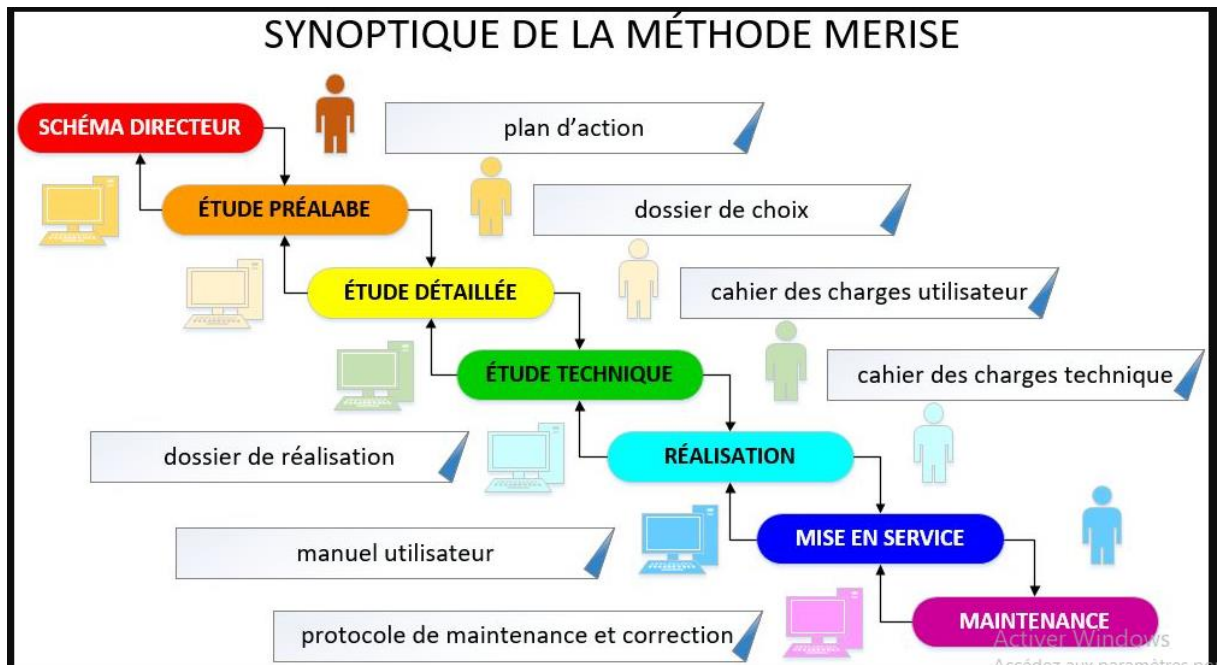 SYNOPTIQUE DE LA MÉTHODE MERISE
SCHÉMA DIRECTEUR
plan d'action
ÉTUDE PRÉALABE
dossier de choix
ÉTUDE DÉTAILLÉE
cahier des charges utilisateur
ÉTUDE TECHNIQUE
cahier des charges technique
dossier de réalisation
RÉALISATION
manuel utilisateur
MISE EN SERVICE
protocole de maintenance et correction
MAINTENANCE
Activer Windows